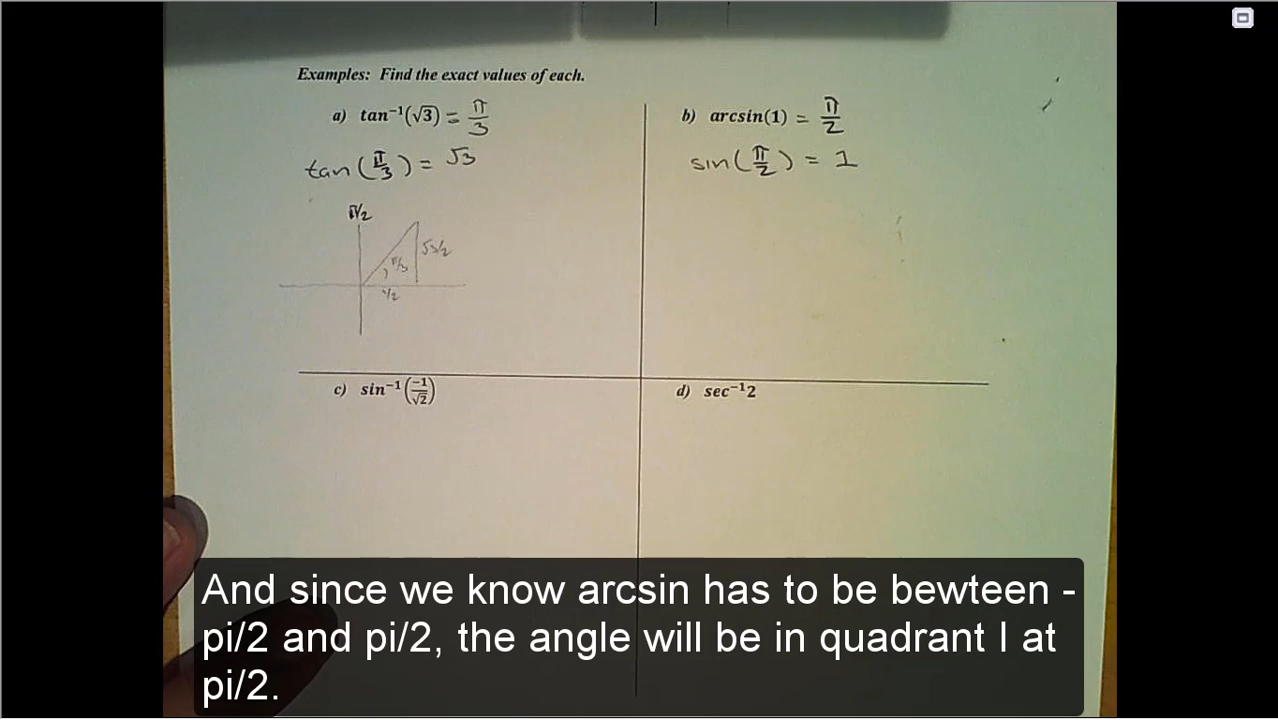 Examples: Find the exact values of each.
a) tan⁻¹(√3) = π/3
tan(π/3) = √3
π/2
√3/2
π/3
1/2
b) arcsin(1) = π/2
sin(π/2) = 1
c) sin⁻¹(-1/√2)
d) sec⁻¹2
And since we know arcsin has to be bewteen -
pi/2 and pi/2, the angle will be in quadrant I at
pi/2.